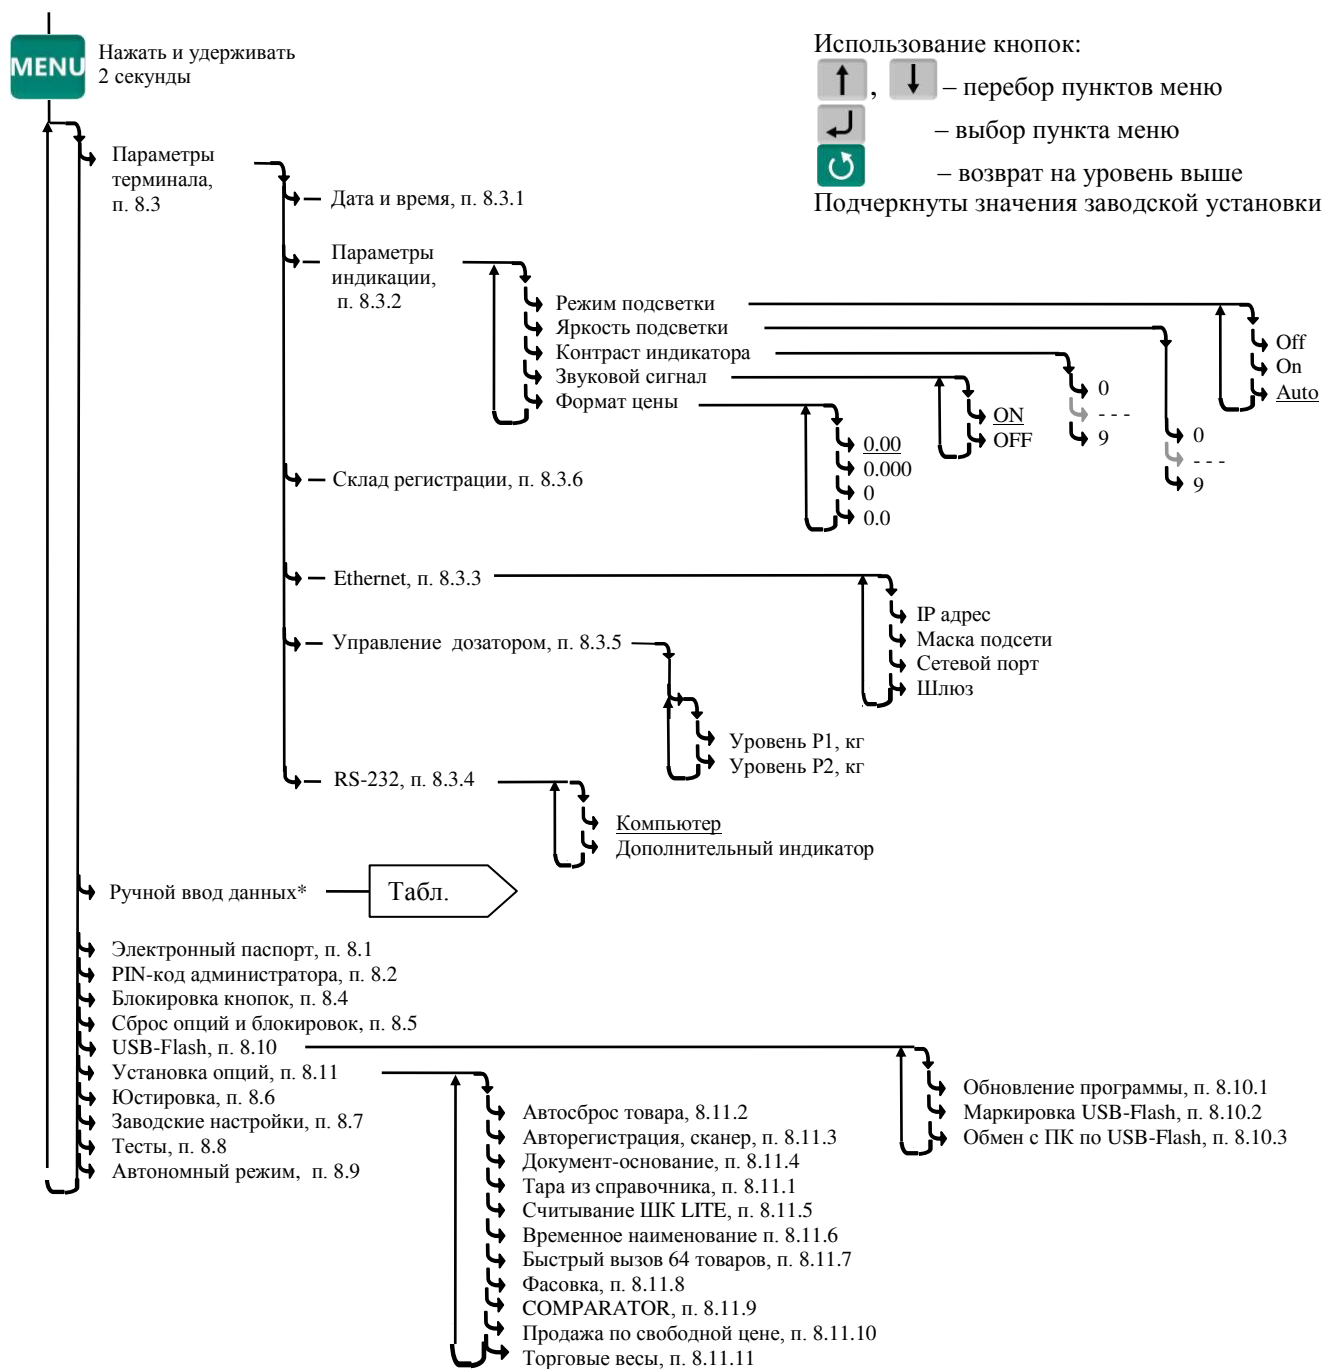 MENU
Нажать и удерживать
2 секунды
Использование кнопок:
, – перебор пунктов меню
– выбор пункта меню
– возврат на уровень выше
Подчеркнуты значения заводской установки
Параметры
терминала,
п. 8.3
Дата и время, п. 8.3.1
Параметры
индикации,
п. 8.3.2
Режим подсветки
Яркость подсветки
Контраст индикатора
Звуковой сигнал
Формат цены
Off
On
Auto
0
- - -
9
0
- - -
9
ON
OFF
0.00
0.000
0
0.0
Склад регистрации, п. 8.3.6
Ethernet, п. 8.3.3
IP адрес
Маска подсети
Сетевой порт
Шлюз
Управление дозатором, п. 8.3.5
Уровень P1, кг
Уровень P2, кг
RS-232, п. 8.3.4
Компьютер
Дополнительный индикатор
Ручной ввод данных*
Табл.
Электронный паспорт, п. 8.1
PIN-код администратора, п. 8.2
Блокировка кнопок, п. 8.4
Сброс опций и блокировок, п. 8.5
USB-Flash, п. 8.10
Установка опций, п. 8.11
Юстировка, п. 8.6
Заводские настройки, п. 8.7
Тесты, п. 8.8
Автономный режим, п. 8.9
Обновление программы, п. 8.10.1
Маркировка USB-Flash, п. 8.10.2
Обмен с ПК по USB-Flash, п. 8.10.3
Автосброс товара, 8.11.2
Авторегистрация, сканер, п. 8.11.3
Документ-основание, п. 8.11.4
Тара из справочника, п. 8.11.1
Считывание ШК LITE, п. 8.11.5
Временное наименование п. 8.11.6
Быстрый вызов 64 товаров, п. 8.11.7
Фасовка, п. 8.11.8
COMPARATOR, п. 8.11.9
Продажа по свободной цене, п. 8.11.10
Торговые весы, п. 8.11.11